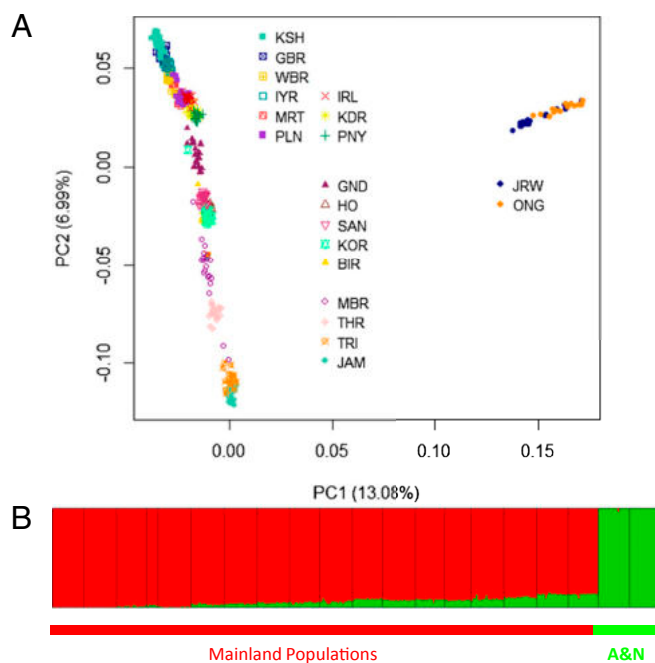 A
KSH
GBR
WBR
IYR IRL
MRT KDR
PLN PNY
GND
HO
SAN
KOR
BIR
JRW
ONG
MBR
THR
TRI
JAM
PC2 (6.99%)
0.05
0.00
-0.05
-0.10
0.00 0.05 0.10 0.15
PC1 (13.08%)
B
Mainland Populations A&N